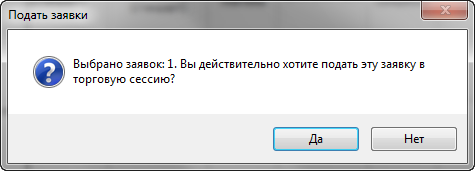 Подать заявки
Выбрано заявок: 1. Вы действительно хотите подать эту заявку в
торговую сессию?
Да
Нет